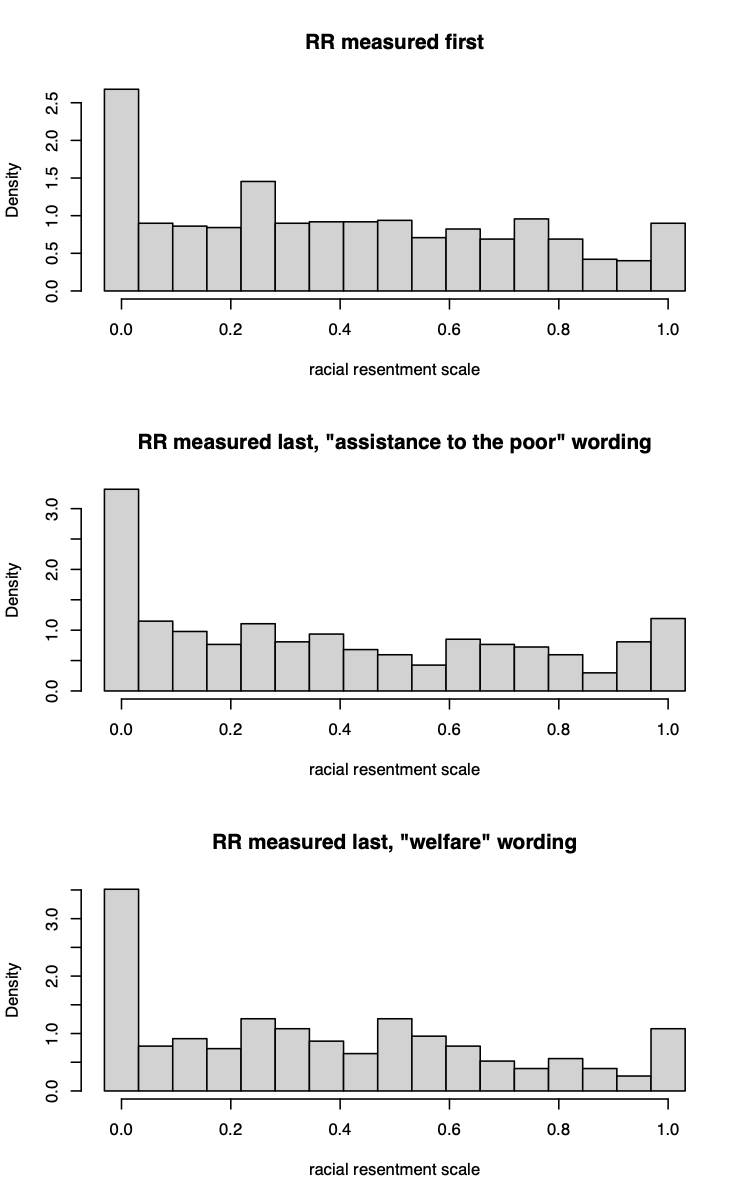 RR measured first
Density
0.0 0.5 1.0 1.5 2.0 2.5
0.0 0.2 0.4 0.6 0.8 1.0
racial resentment scale
RR measured last, "assistance to the poor" wording
Density
0.0 1.0 2.0 3.0
0.0 0.2 0.4 0.6 0.8 1.0
racial resentment scale
RR measured last, "welfare" wording
Density
0.0 1.0 2.0 3.0
0.0 0.2 0.4 0.6 0.8 1.0
racial resentment scale